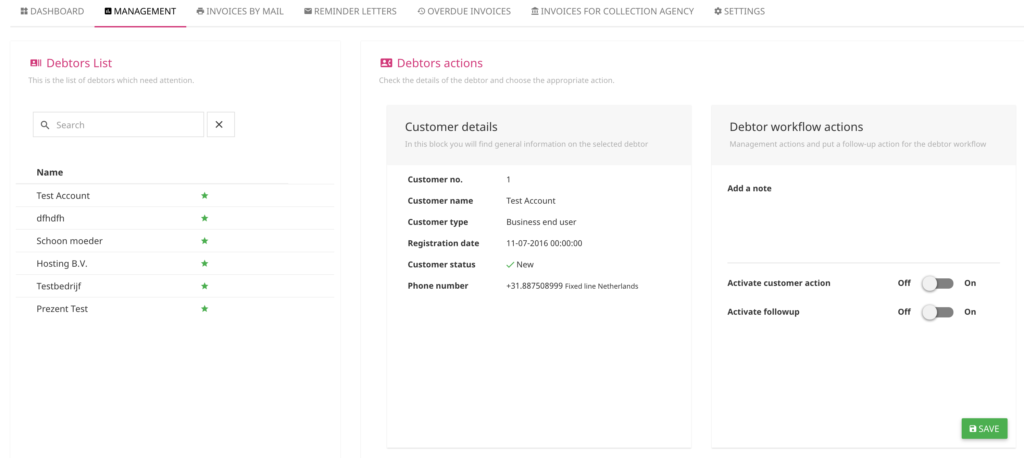 DASHBOARD MANAGEMENT INVOICES BY MAIL REMINDER LETTERS OVERDUE INVOICES INVOICES FOR COLLECTION AGENCY SETTINGS
Debtors List
This is the list of debtors which need attention.
Search
Name
Test Account
dfhdfh
Schoon moeder
Hosting B.V.
Testbedrijf
Prezent Test
Debtors actions
Check the details of the debtor and choose the appropriate action.
Customer details
In this block you will find general information on the selected debtor
Customer no. 1
Customer name Test Account
Customer type Business end user
Registration date 11-07-2016 00:00:00
Customer status New
Phone number +31.887508999 Fixed line Netherlands
Debtor workflow actions
Management actions and put a follow-up action for the debtor workflow
Add a note
Activate customer action Off On
Activate followup Off On
SAVE